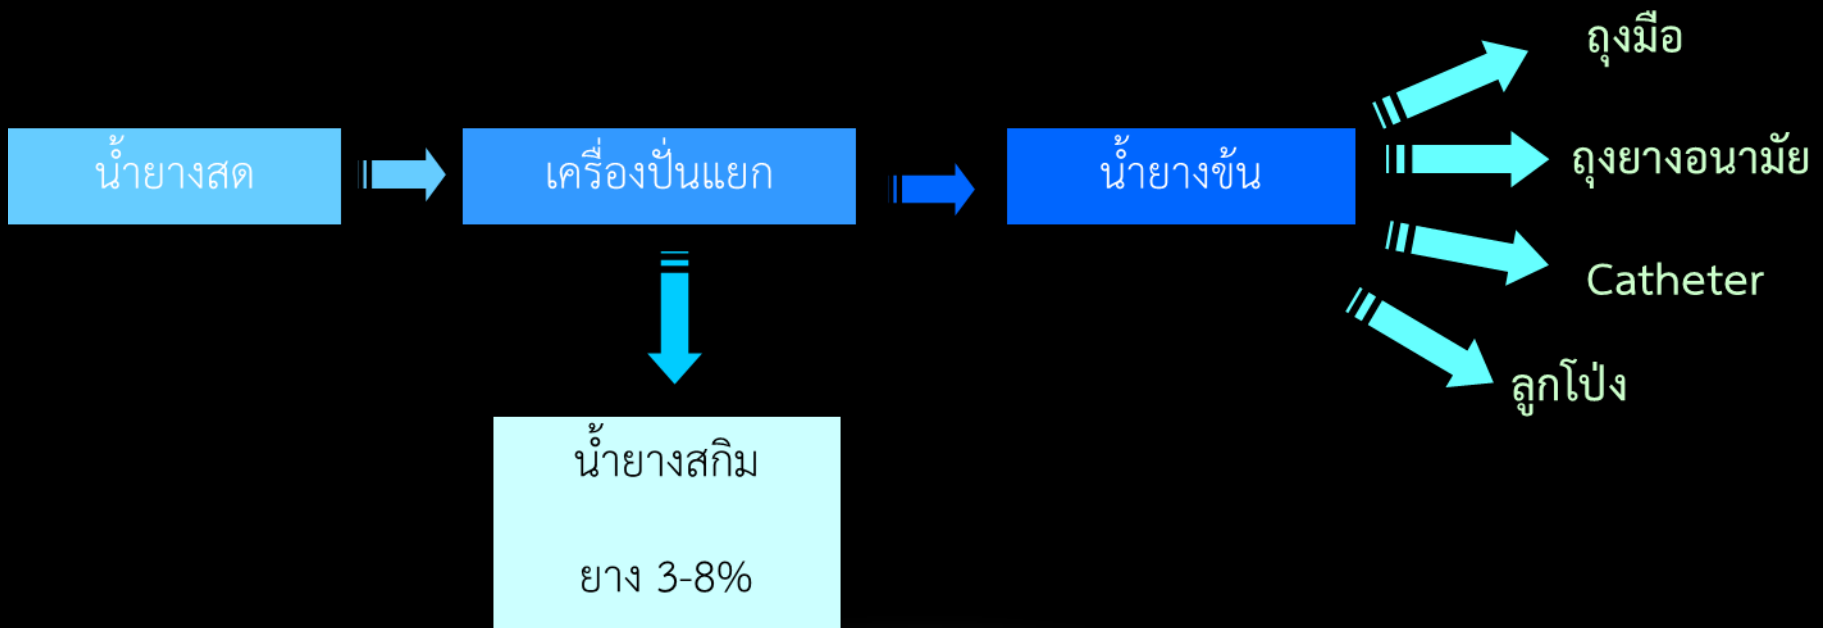 น้ำยางสด
เครื่องปั่นแยก
น้ำยางข้น
ถุงมือ
ถุงยางอนามัย
Catheter
ลูกโป่ง
น้ำยางสกิม
ยาง 3-8%